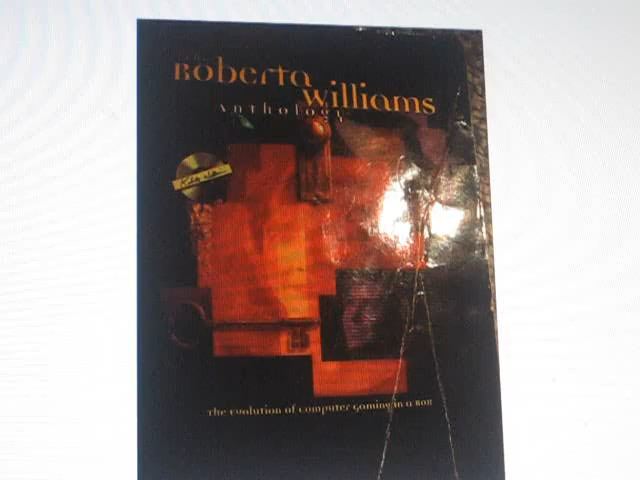 Roberta
Williams
Anthology
The Evolution of Computer Gaming in a Box